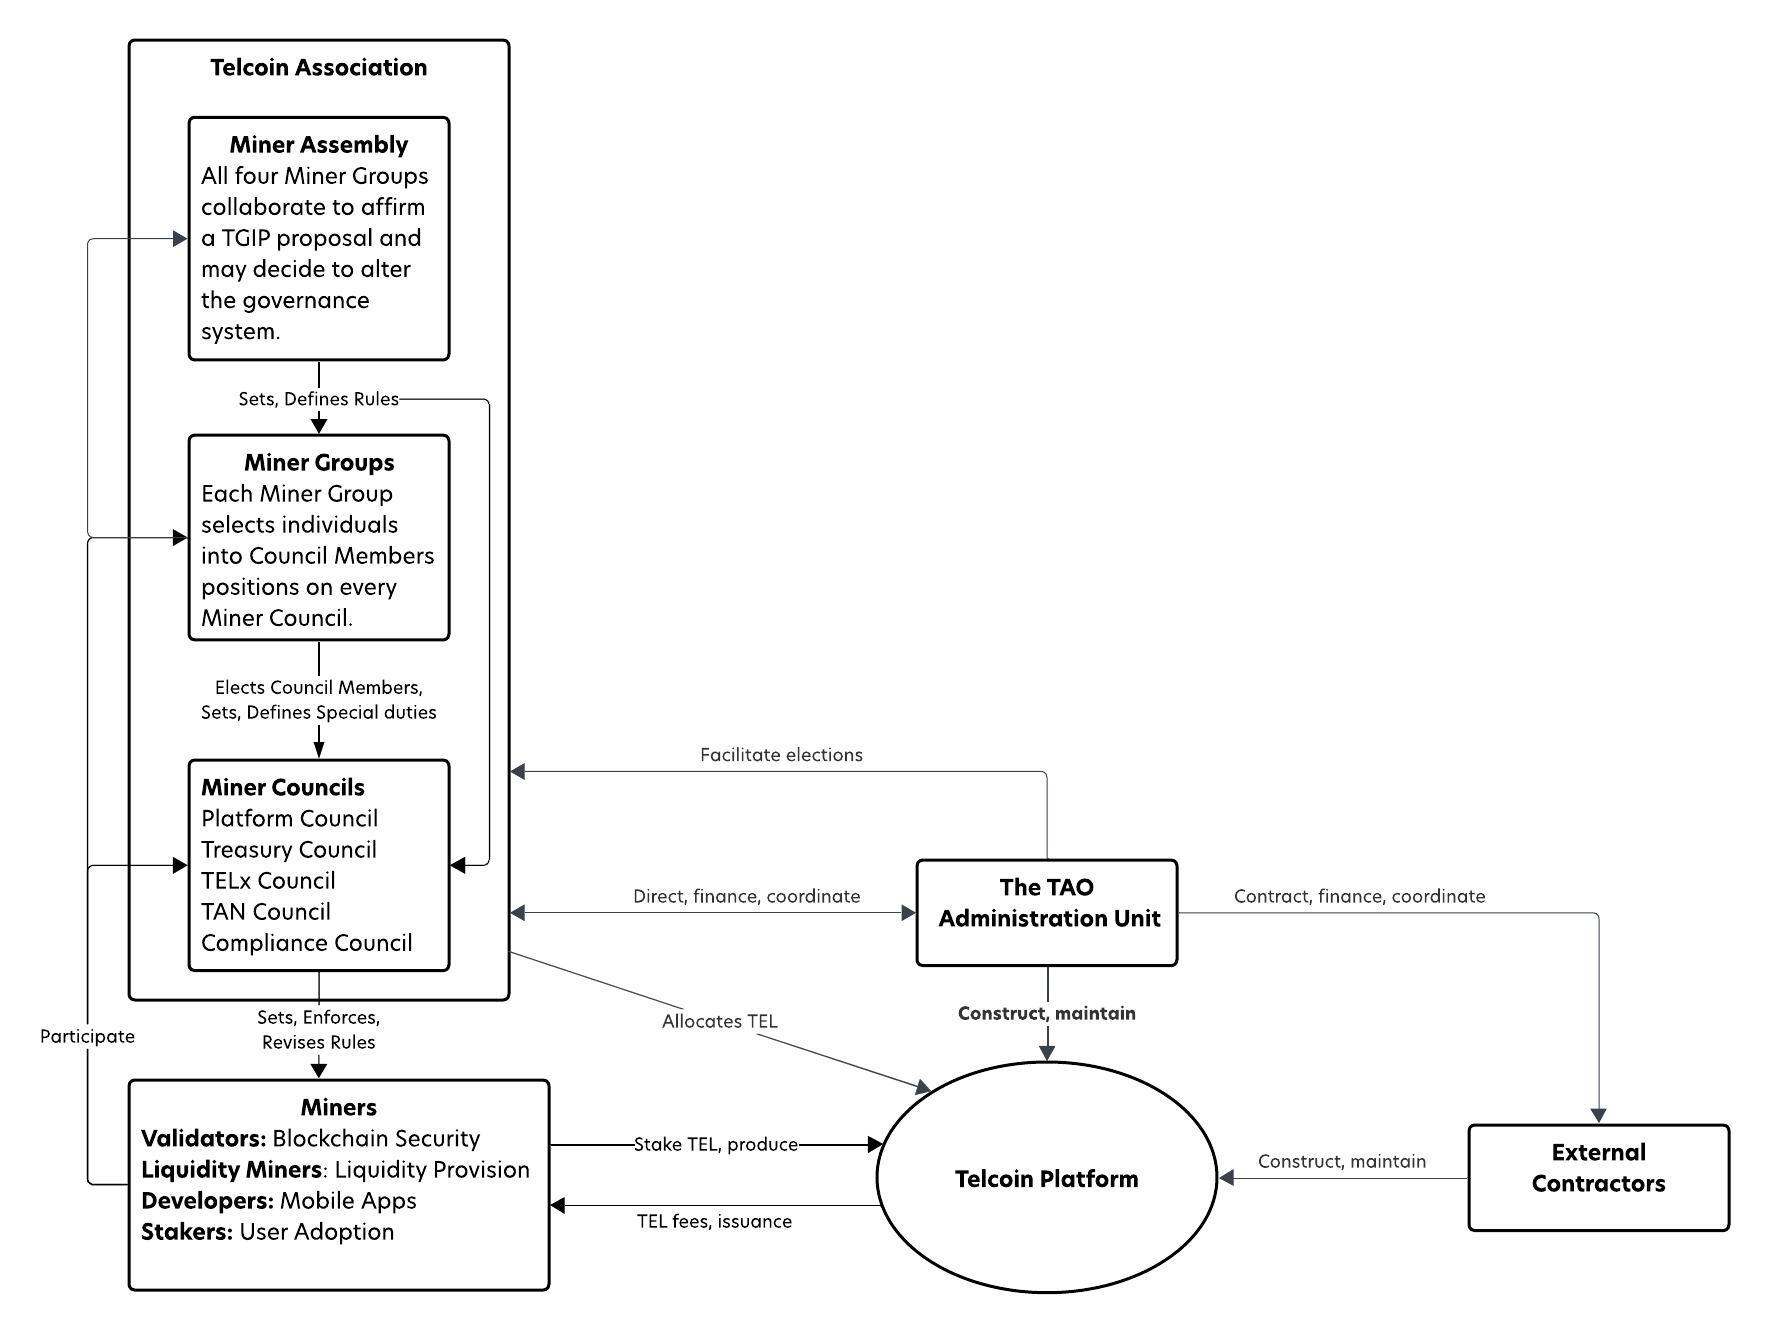 Telcoin Association
Miner Assembly
All four Miner Groups
collaborate to affirm
a TGIP proposal and
may decide to alter
the governance
system.
Sets, Defines Rules
Miner Groups
Each Miner Group
selects individuals
into Council Members
positions on every
Miner Council.
Elects Council Members,
Sets, Defines Special duties
Miner Councils
Platform Council
Treasury Council
TELx Council
TAN Council
Compliance Council
Sets, Enforces,
Revises Rules
Participate
Miners
Validators: Blockchain Security
Liquidity Miners: Liquidity Provision
Developers: Mobile Apps
Stakers: User Adoption
Facilitate elections
Direct, finance, coordinate
The TAO
Administration Unit
Contract, finance, coordinate
Allocates TEL
Construct, maintain
Stake TEL, produce
Telcoin Platform
TEL fees, issuance
Construct, maintain
External
Contractors